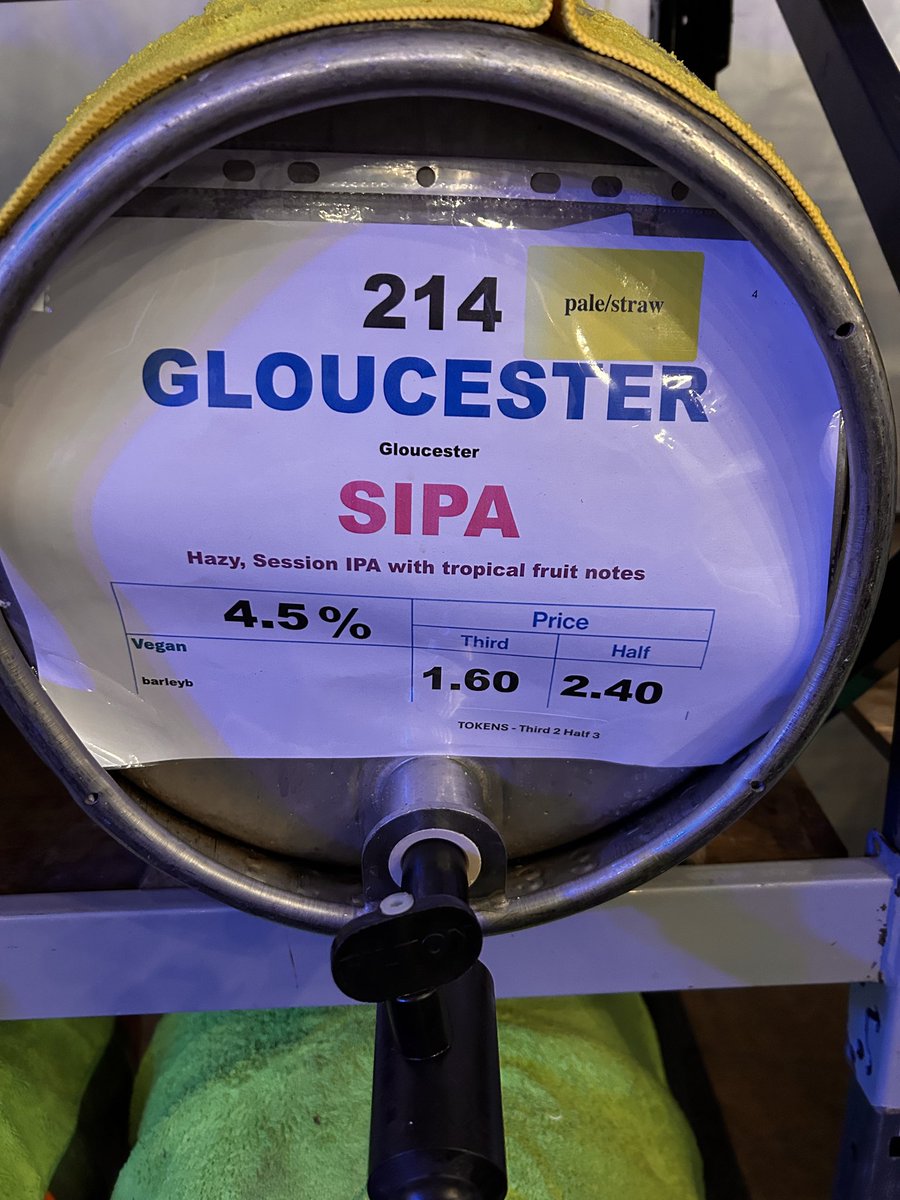 214
pale/straw
4
GLOUCESTER
Gloucester
SIPA
Hazy, Session IPA with tropical fruit notes
4.5 %
Price
Third
Half
Vegan
barleyb
1.60
2.40
TOKENS - Third 2 Half 3